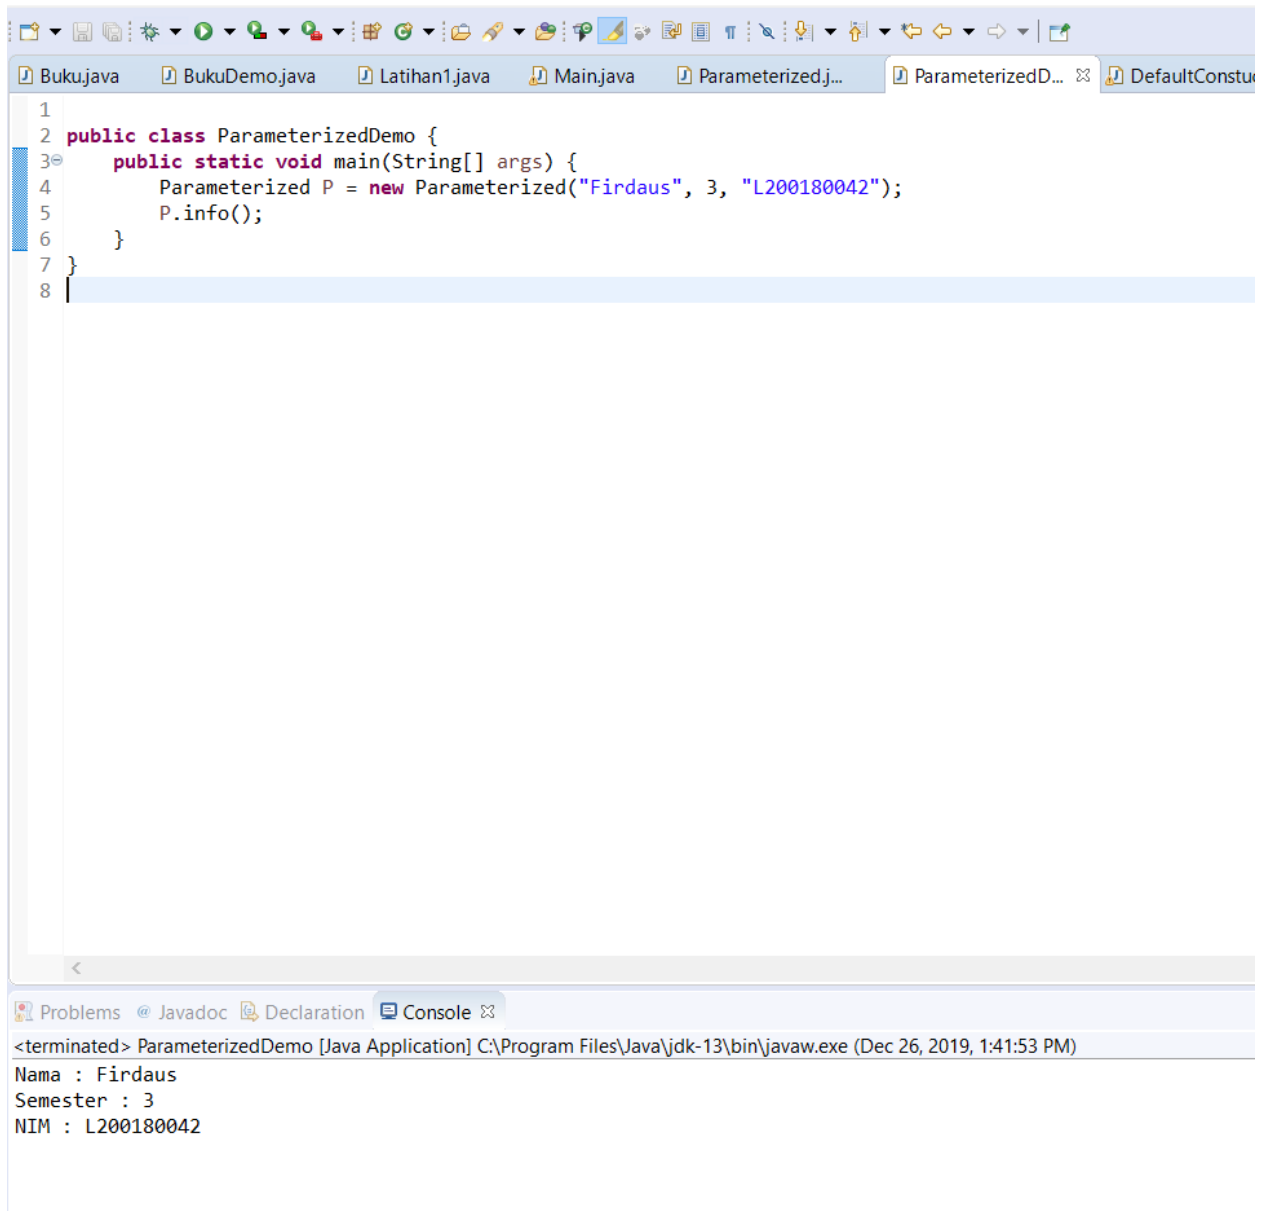 Buku.java BukuDemo.java Latihan1.java Main.java Parameterized.j... ParameterizedD... DefaultConstu
1
2 public class ParameterizedDemo {
3 public static void main(String[] args) {
4 Parameterized P = new Parameterized("Firdaus", 3, "L200180042");
5 P.info();
6 }
7 }
8
Problems @ Javadoc Declaration Console
<terminated> ParameterizedDemo [Java Application] C:\Program Files\Java\jdk-13\bin\javaw.exe (Dec 26, 2019, 1:41:53 PM)
Nama : Firdaus
Semester : 3
NIM : L200180042